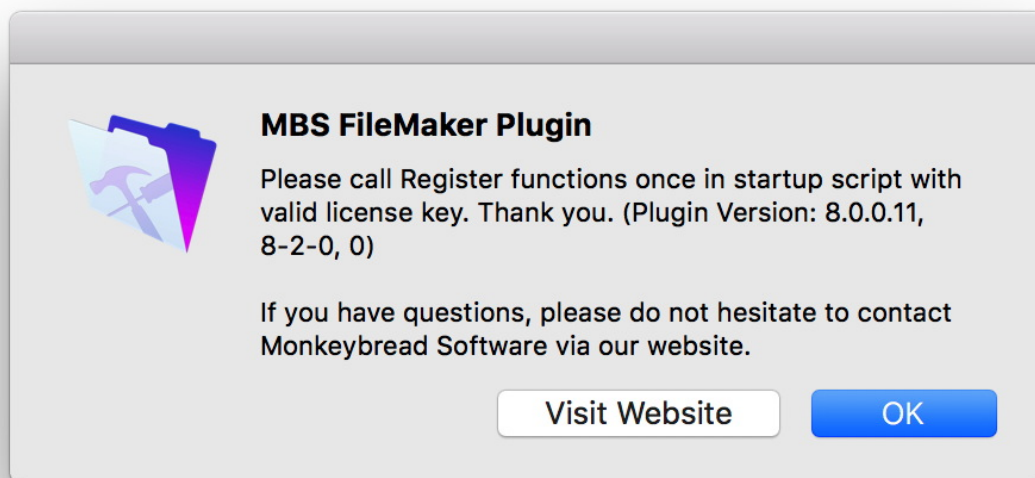 MBS FileMaker Plugin
Please call Register functions once in startup script with
valid license key. Thank you. (Plugin Version: 8.0.0.11,
8-2-0, 0)
If you have questions, please do not hesitate to contact
Monkeybread Software via our website.
Visit Website
OK